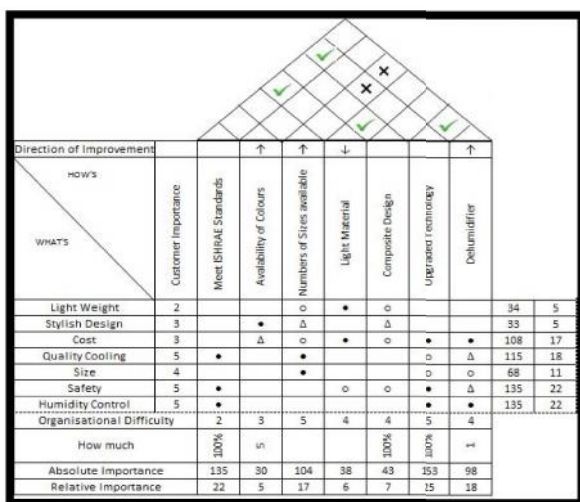 Direction of Improvement ↑ ↑ ↓ ↑
HOW'S
WHAT'S
Customer Importance
Meet ISHRAE Standards
Availability of Colours
Numbers of Sizes available
Light Material
Composite Design
Upgraded Technology
Dehumidifier
Light Weight 2 ○ ● ○ 34 5
Stylish Design 3 ● Δ Δ 33 5
Cost 3 Δ ○ ● ○ ● ● 108 17
Quality Cooling 5 ● ● ○ Δ 115 18
Size 4 ● ○ ○ 68 11
Safety 5 ● ○ ○ ● Δ 135 22
Humidity Control 5 ● ● ● 135 22
Organisational Difficulty 2 3 5 4 4 5 4
How much 100% 5 100% 100% 1
Absolute Importance 135 30 104 38 43 153 98
Relative Importance 22 5 17 6 7 25 18